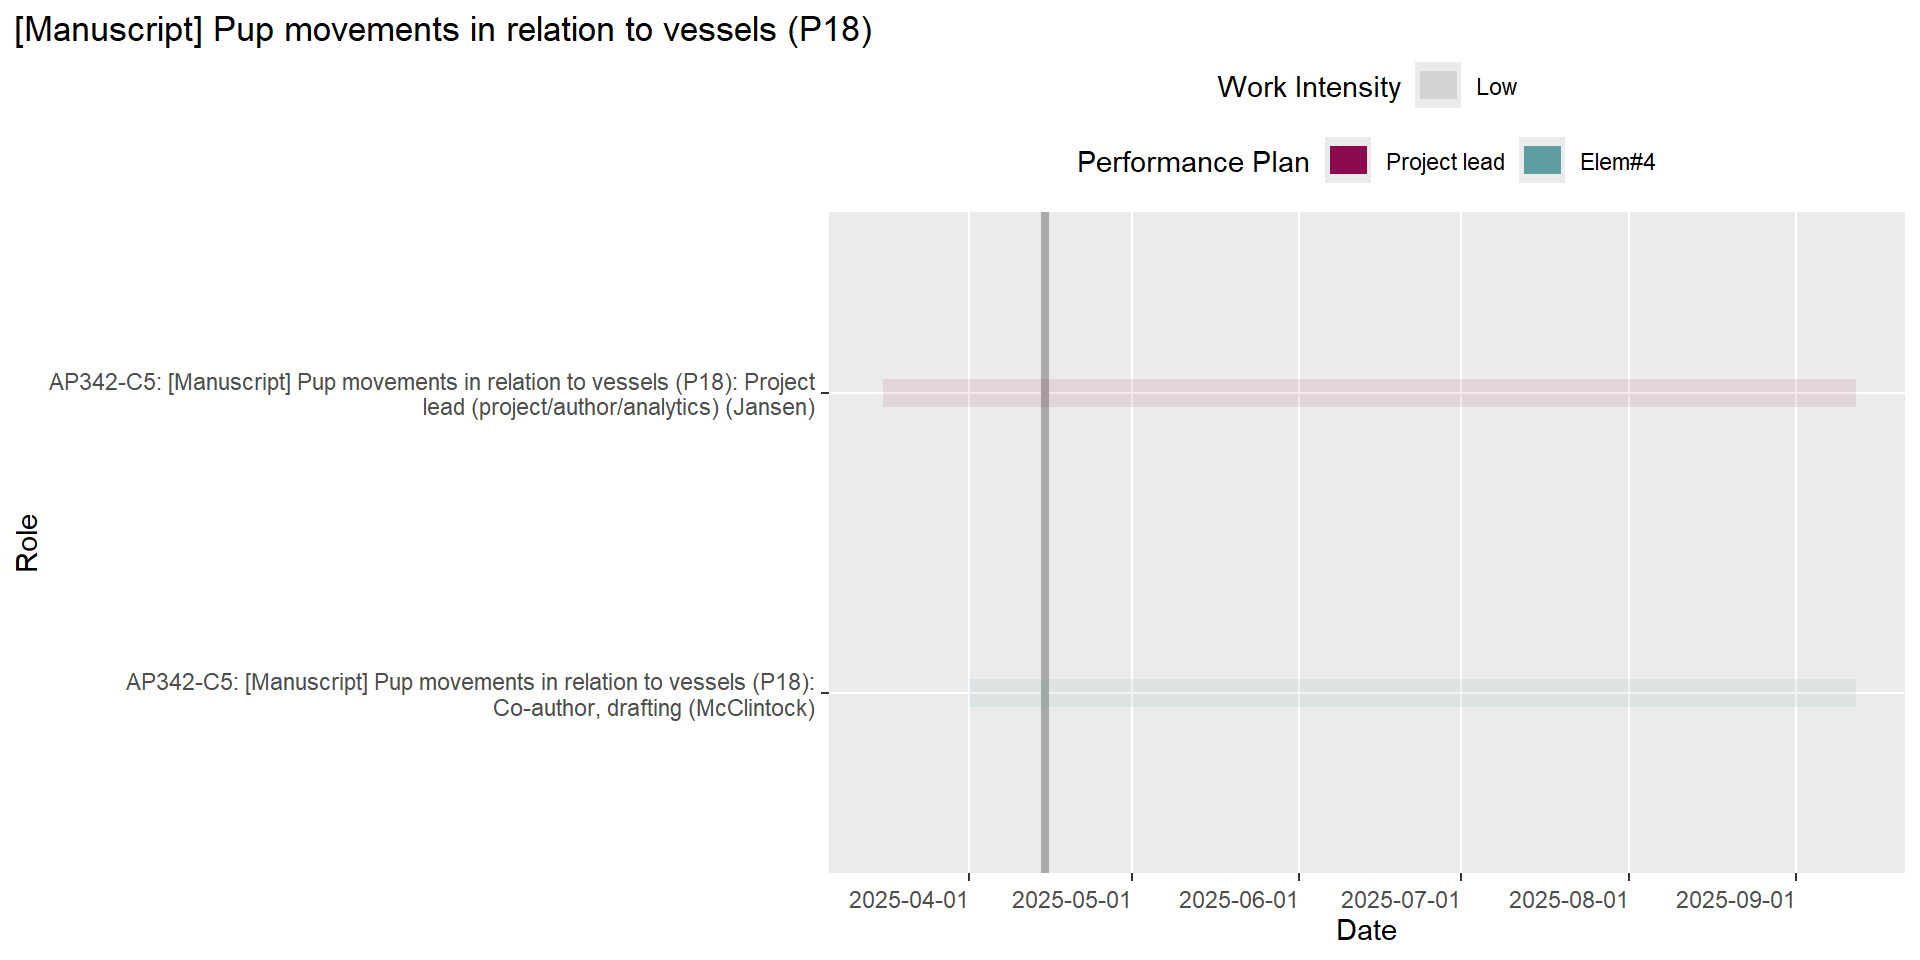 [Manuscript] Pup movements in relation to vessels (P18)
Work Intensity Low
Performance Plan Project lead Elem#4
AP342-C5: [Manuscript] Pup movements in relation to vessels (P18): Project
lead (project/author/analytics) (Jansen)
Role
AP342-C5: [Manuscript] Pup movements in relation to vessels (P18):
Co-author, drafting (McClintock)
2025-04-01 2025-05-01 2025-06-01 2025-07-01 2025-08-01 2025-09-01
Date